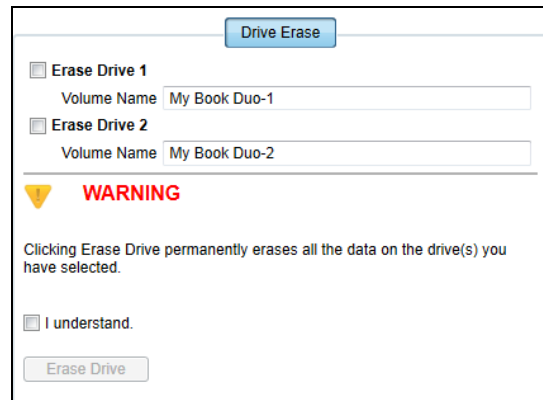 Drive Erase
Erase Drive 1
Volume Name My Book Duo-1
Erase Drive 2
Volume Name My Book Duo-2
WARNING
Clicking Erase Drive permanently erases all the data on the drive(s) you
have selected.
I understand.
Erase Drive